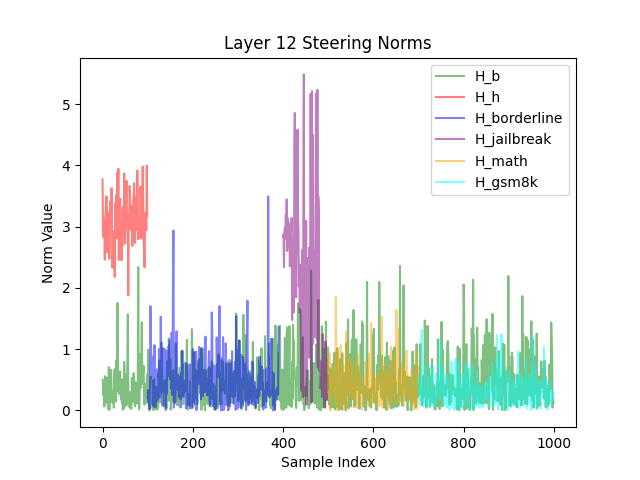 Layer 12 Steering Norms
Norm Value
5
4
3
2
1
0
H_b
H_h
H_borderline
H_jailbreak
H_math
H_gsm8k
0
200
400
600
800
1000
Sample Index